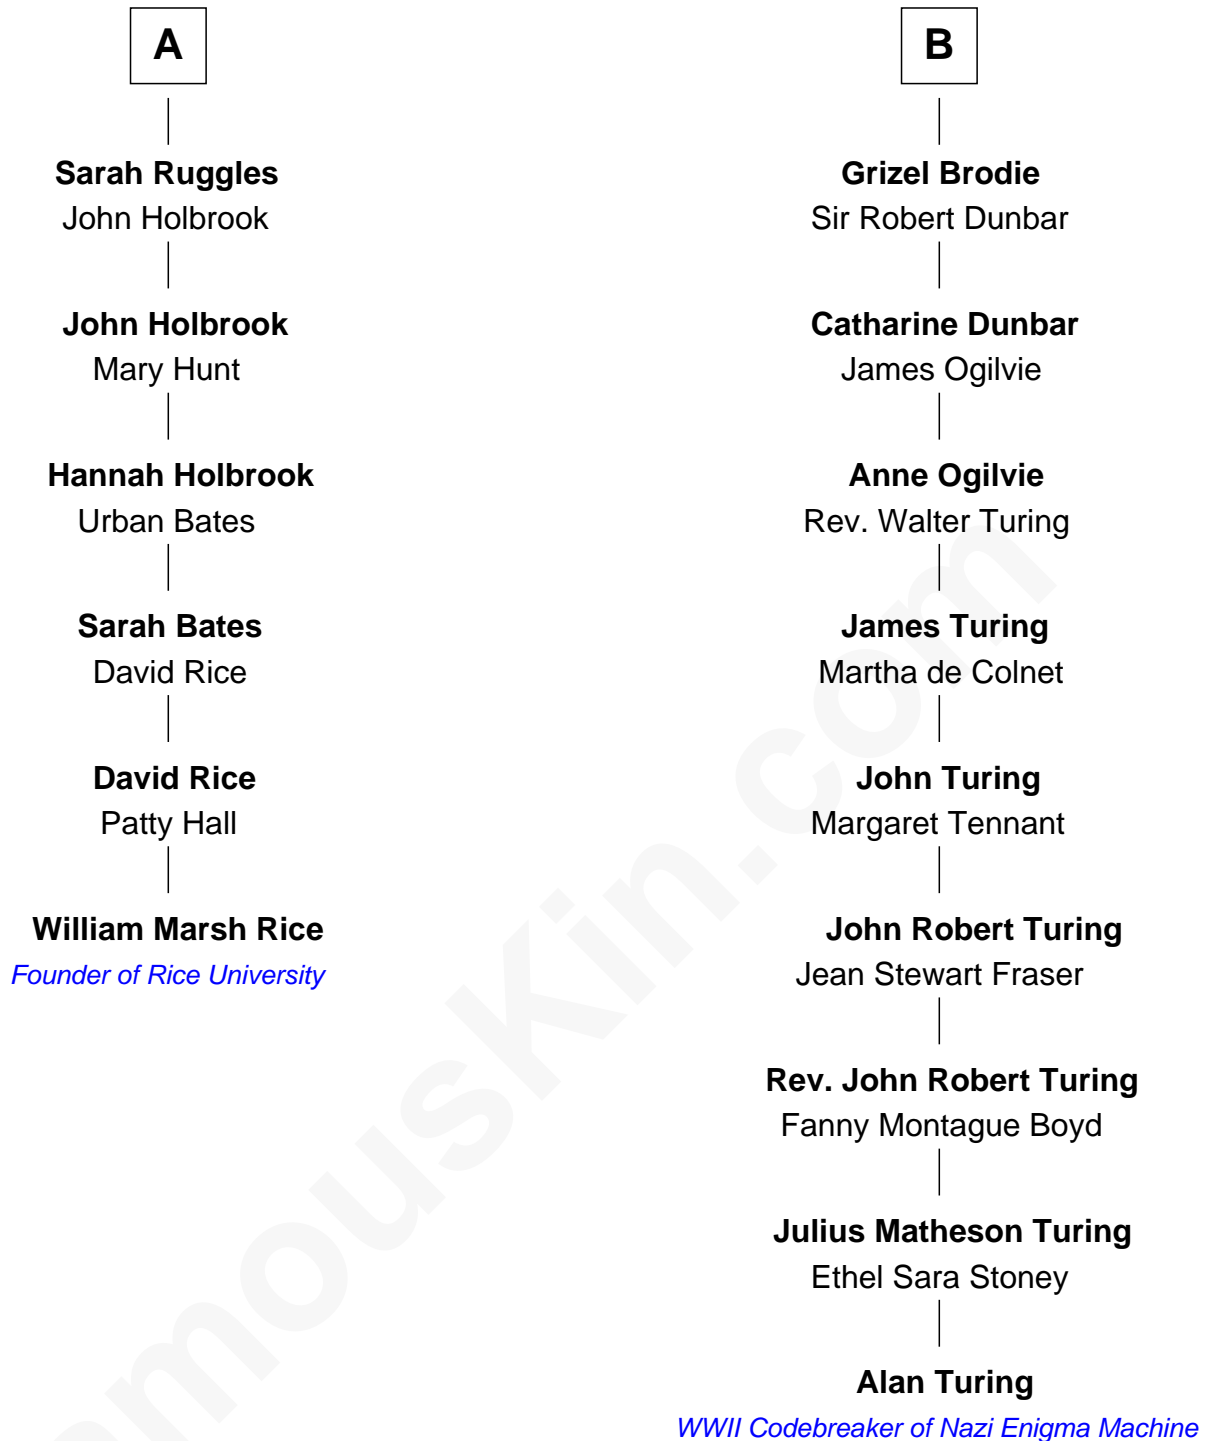 A
Sarah Ruggles
John Holbrook
John Holbrook
Mary Hunt
Hannah Holbrook
Urban Bates
Sarah Bates
David Rice
David Rice
Patty Hall
William Marsh Rice
Founder of Rice University
B
Grizel Brodie
Sir Robert Dunbar
Catharine Dunbar
James Ogilvie
Anne Ogilvie
Rev. Walter Turing
James Turing
Martha de Colnet
John Turing
Margaret Tennant
John Robert Turing
Jean Stewart Fraser
Rev. John Robert Turing
Fanny Montague Boyd
Julius Matheson Turing
Ethel Sara Stoney
Alan Turing
WWII Codebreaker of Nazi Enigma Machine
amouskin.com